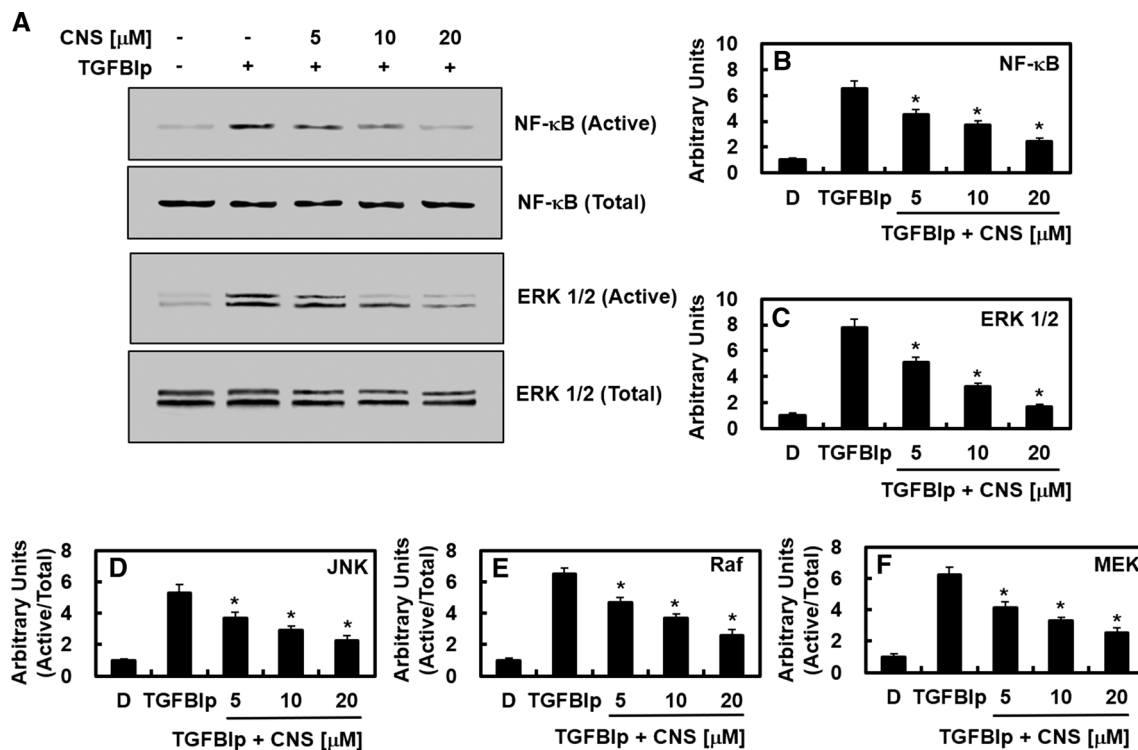 A
CNS [μM] - - 5 10 20
TGFBIp - + + + +
NF-κB (Active)
NF-κB (Total)
ERK 1/2 (Active)
ERK 1/2 (Total)
B
NF-κB
Arbitrary Units
10
8
6
4
2
0
* * *
D TGFBIp 5 10 20
TGFBIp + CNS [μM]
C
ERK 1/2
Arbitrary Units
10
8
6
4
2
0
* * *
D TGFBIp 5 10 20
TGFBIp + CNS [μM]
D
JNK
Arbitrary Units
(Active/Total)
8
6
4
2
0
* * *
D TGFBIp 5 10 20
TGFBIp + CNS [μM]
E
Raf
Arbitrary Units
(Active/Total)
8
6
4
2
0
* * *
D TGFBIp 5 10 20
TGFBIp + CNS [μM]
F
MEK
Arbitrary Units
(Active/Total)
8
6
4
2
0
* * *
D TGFBIp 5 10 20
TGFBIp + CNS [μM]